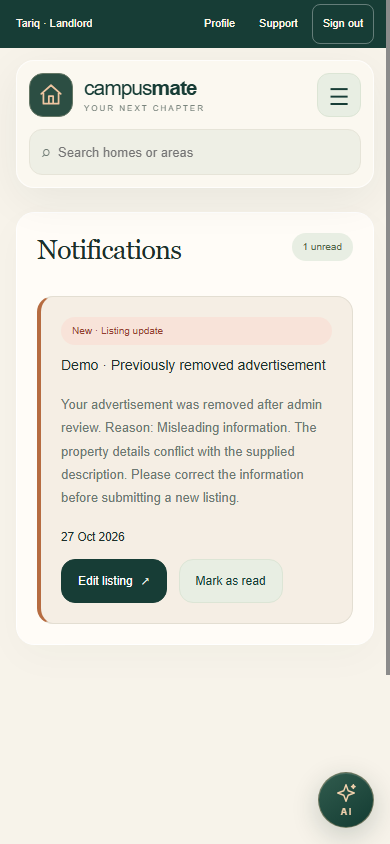 Tariq · Landlord Profile Support Sign out
campusmate
YOUR NEXT CHAPTER
Search homes or areas
Notifications
1 unread
New · Listing update
Demo · Previously removed advertisement
Your advertisement was removed after admin
review. Reason: Misleading information. The
property details conflict with the supplied
description. Please correct the information
before submitting a new listing.
27 Oct 2026
Edit listing ↗ Mark as read
AI